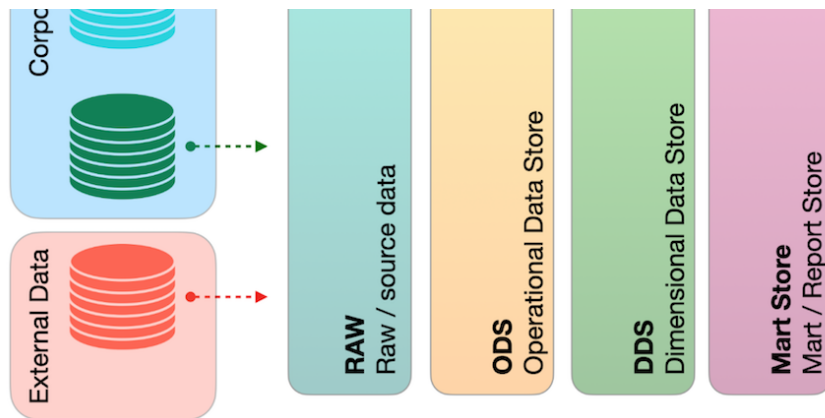 Corpo
External Data
RAW
Raw / source data
ODS
Operational Data Store
DDS
Dimensional Data Store
Mart Store
Mart / Report Store